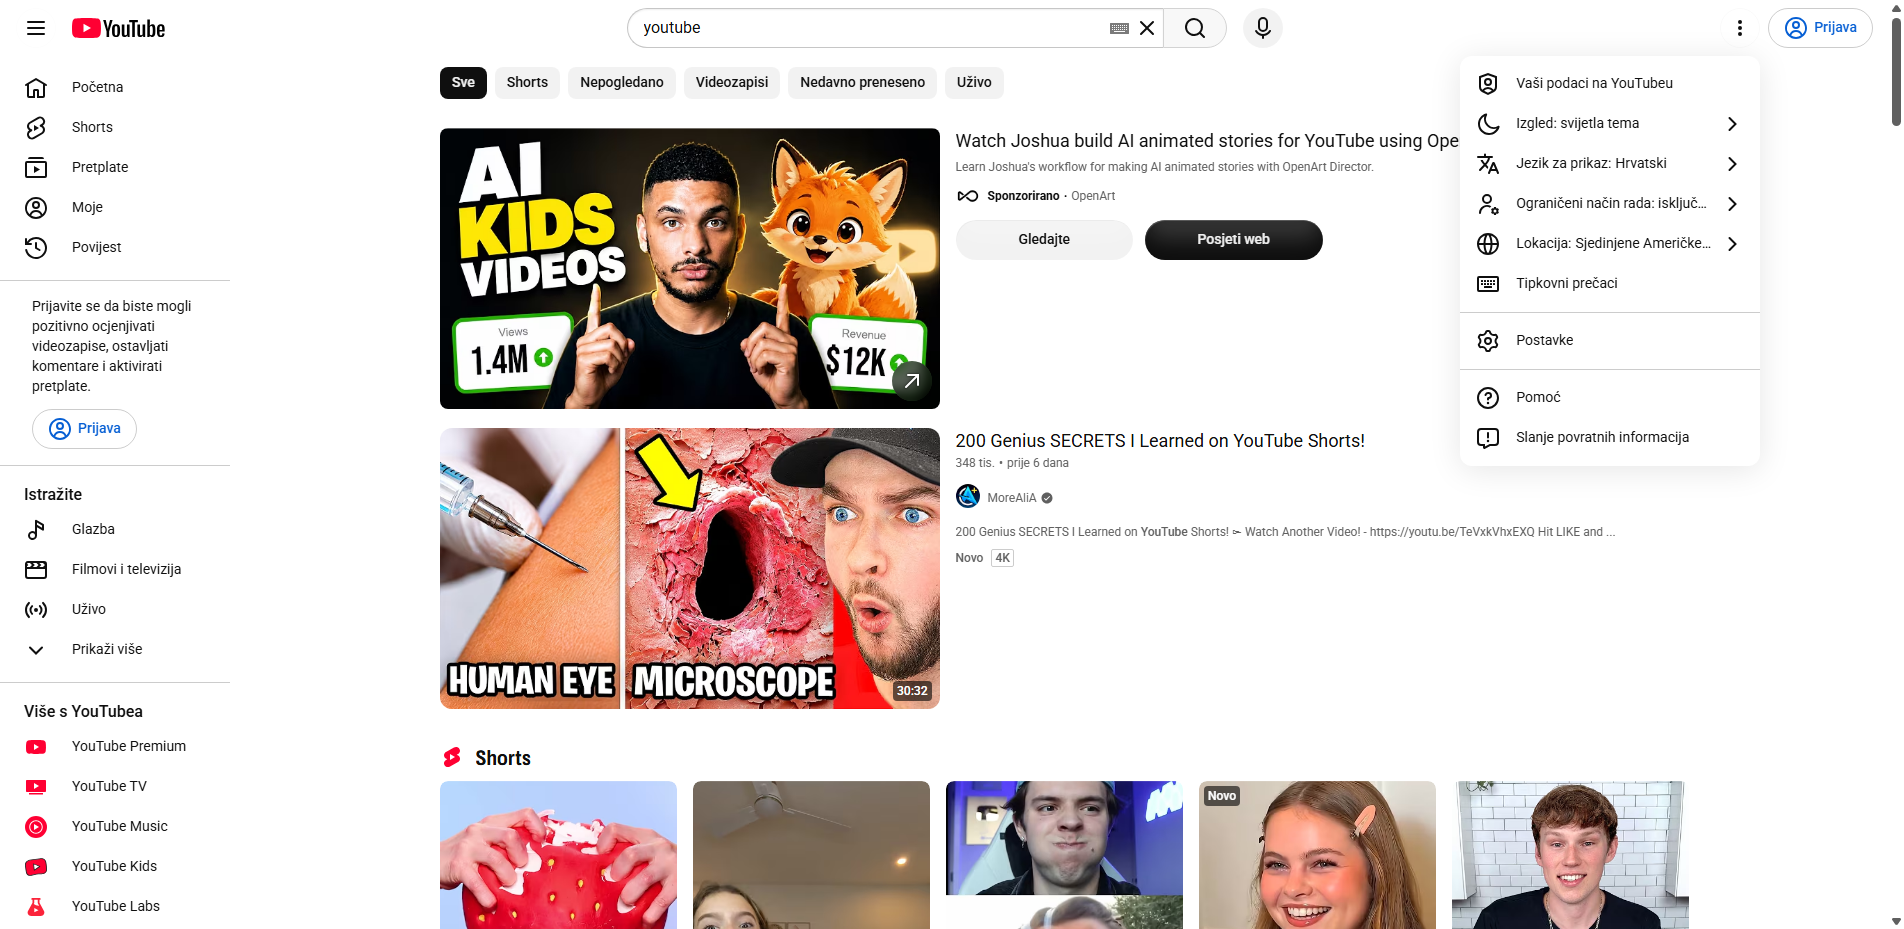 YouTube
youtube
Prijava
Početna
Shorts
Pretplate
Moje
Povijest
Prijavite se da biste mogli
pozitivno ocjenjivati
videozapise, ostavljati
komentare i aktivirati
pretplate.
Prijava
Istražite
Glazba
Filmovi i televizija
Uživo
Prikaži više
Više s YouTubea
YouTube Premium
YouTube TV
YouTube Music
YouTube Kids
YouTube Labs
Sve
Shorts
Nepogledano
Videozapisi
Nedavno preneseno
Uživo
AI
KIDS
VIDEOS
Views
1.4M
Revenue
$12K
Watch Joshua build AI animated stories for YouTube using Ope
Learn Joshua's workflow for making AI animated stories with OpenArt Director.
Sponzorirano · OpenArt
Gledajte
Posjeti web
HUMAN EYE
MICROSCOPE
30:32
200 Genius SECRETS I Learned on YouTube Shorts!
348 tis. • prije 6 dana
MoreAliA
200 Genius SECRETS I Learned on YouTube Shorts! ➣ Watch Another Video! - https://youtu.be/TeVxkVhxEXQ Hit LIKE and ...
Novo
4K
Shorts
Novo
Vaši podaci na YouTubeu
Izgled: svijetla tema
Jezik za prikaz: Hrvatski
Ograničeni način rada: isključ...
Lokacija: Sjedinjene Američke...
Tipkovni prečaci
Postavke
Pomoć
Slanje povratnih informacija